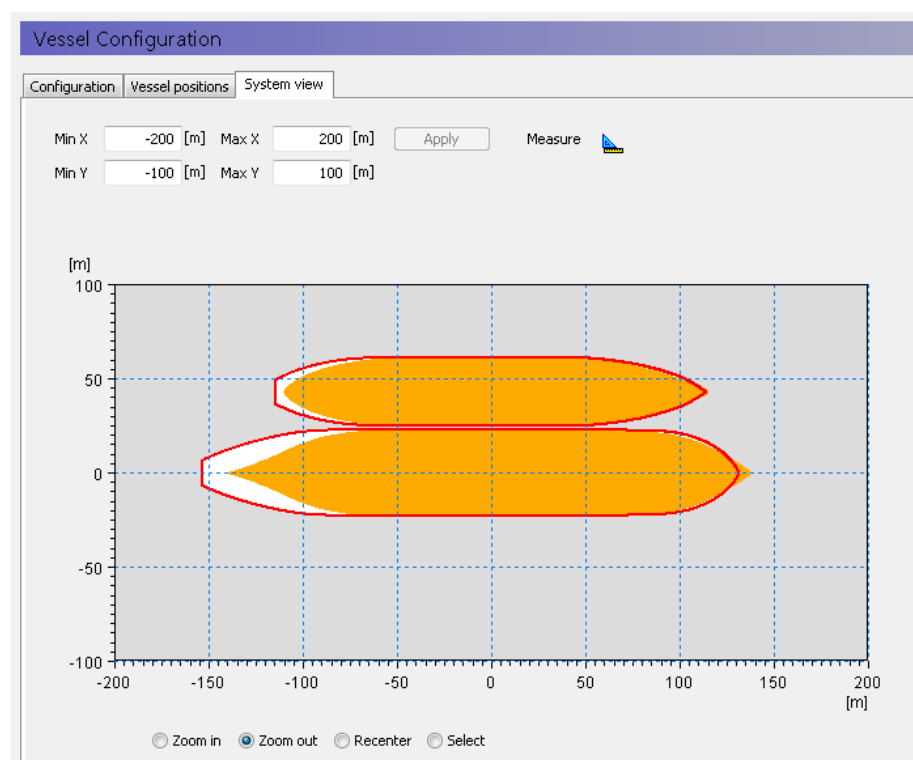 Vessel Configuration
Configuration Vessel positions System view
Min X -200 [m] Max X 200 [m] Apply Measure
Min Y -100 [m] Max Y 100 [m]
[m]
100
50
0
-50
-100
-200 -150 -100 -50 0 50 100 150 200
[m]
Zoom in Zoom out Recenter Select